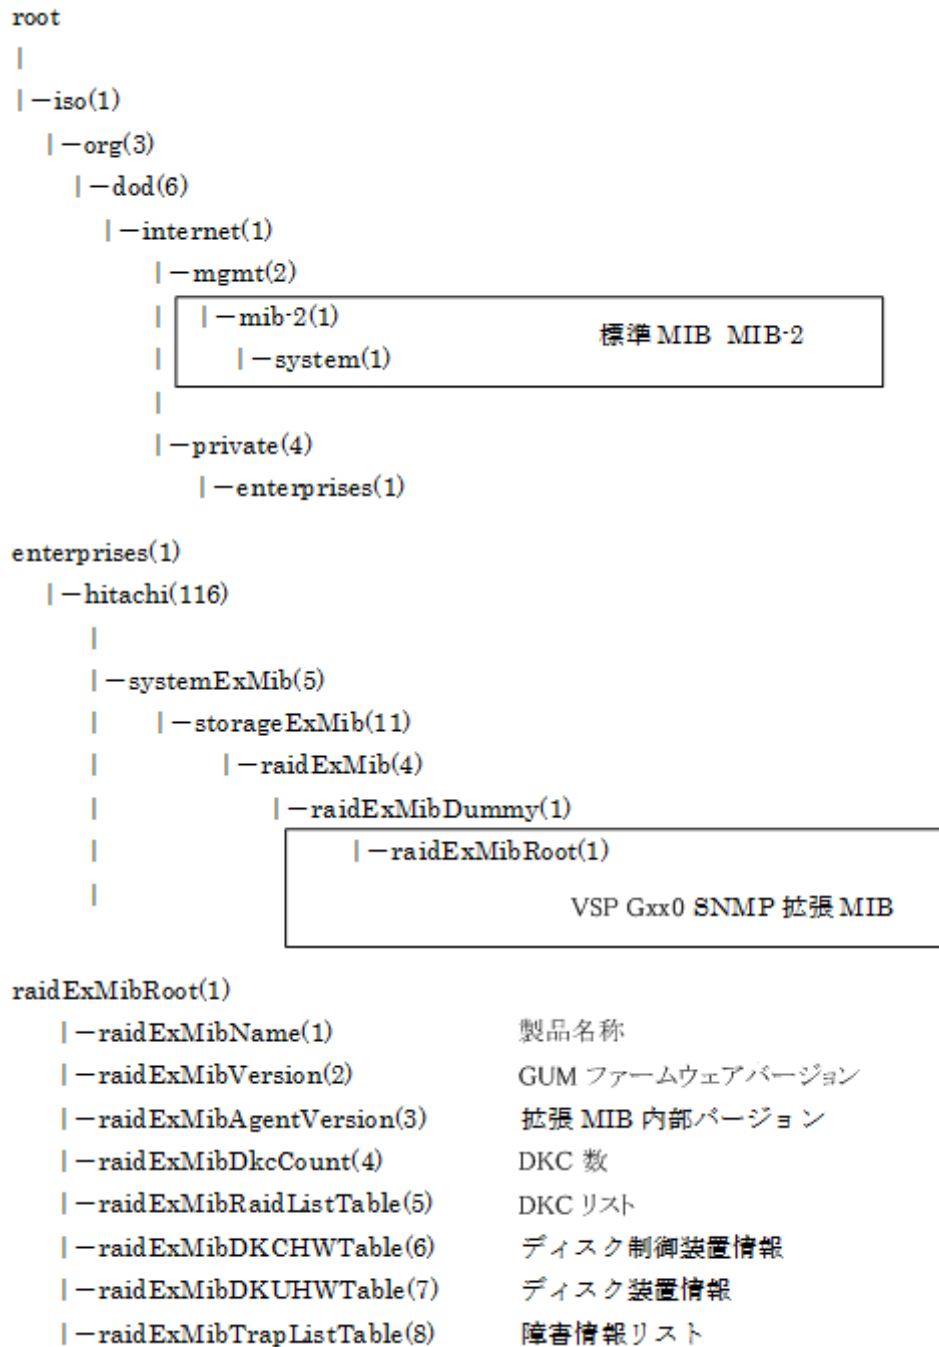 root
|
|－iso(1)
|－org(3)
|－dod(6)
|－internet(1)
|－mgmt(2)
| |－mib-2(1) 標準 MIB MIB-2
| |－system(1)
|
|－private(4)
|－enterprises(1)
enterprises(1)
|－hitachi(116)
|
|－systemExMib(5)
| |－storageExMib(11)
| |－raidExMib(4)
| |－raidExMibDummy(1)
| |－raidExMibRoot(1)
| VSP Gxx0 SNMP 拡張 MIB
raidExMibRoot(1)
|－raidExMibName(1) 製品名称
|－raidExMibVersion(2) GUM ファームウェアバージョン
|－raidExMibAgentVersion(3) 拡張 MIB 内部バージョン
|－raidExMibDkcCount(4) DKC 数
|－raidExMibRaidListTable(5) DKC リスト
|－raidExMibDKCHWTable(6) ディスク制御装置情報
|－raidExMibDKUHWTable(7) ディスク装置情報
|－raidExMibTrapListTable(8) 障害情報リスト